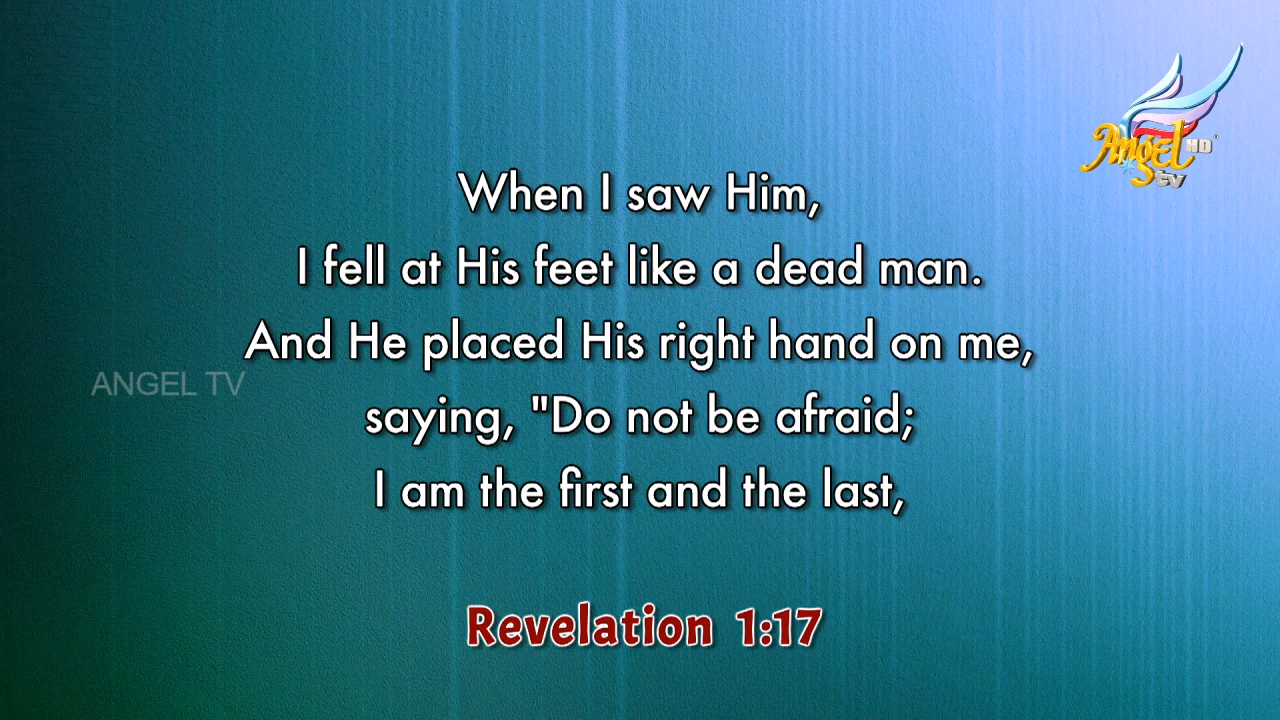 Angel HD
tv
When I saw Him,
I fell at His feet like a dead man.
And He placed His right hand on me,
ANGEL TV
saying, "Do not be afraid;
I am the first and the last,
Revelation 1:17